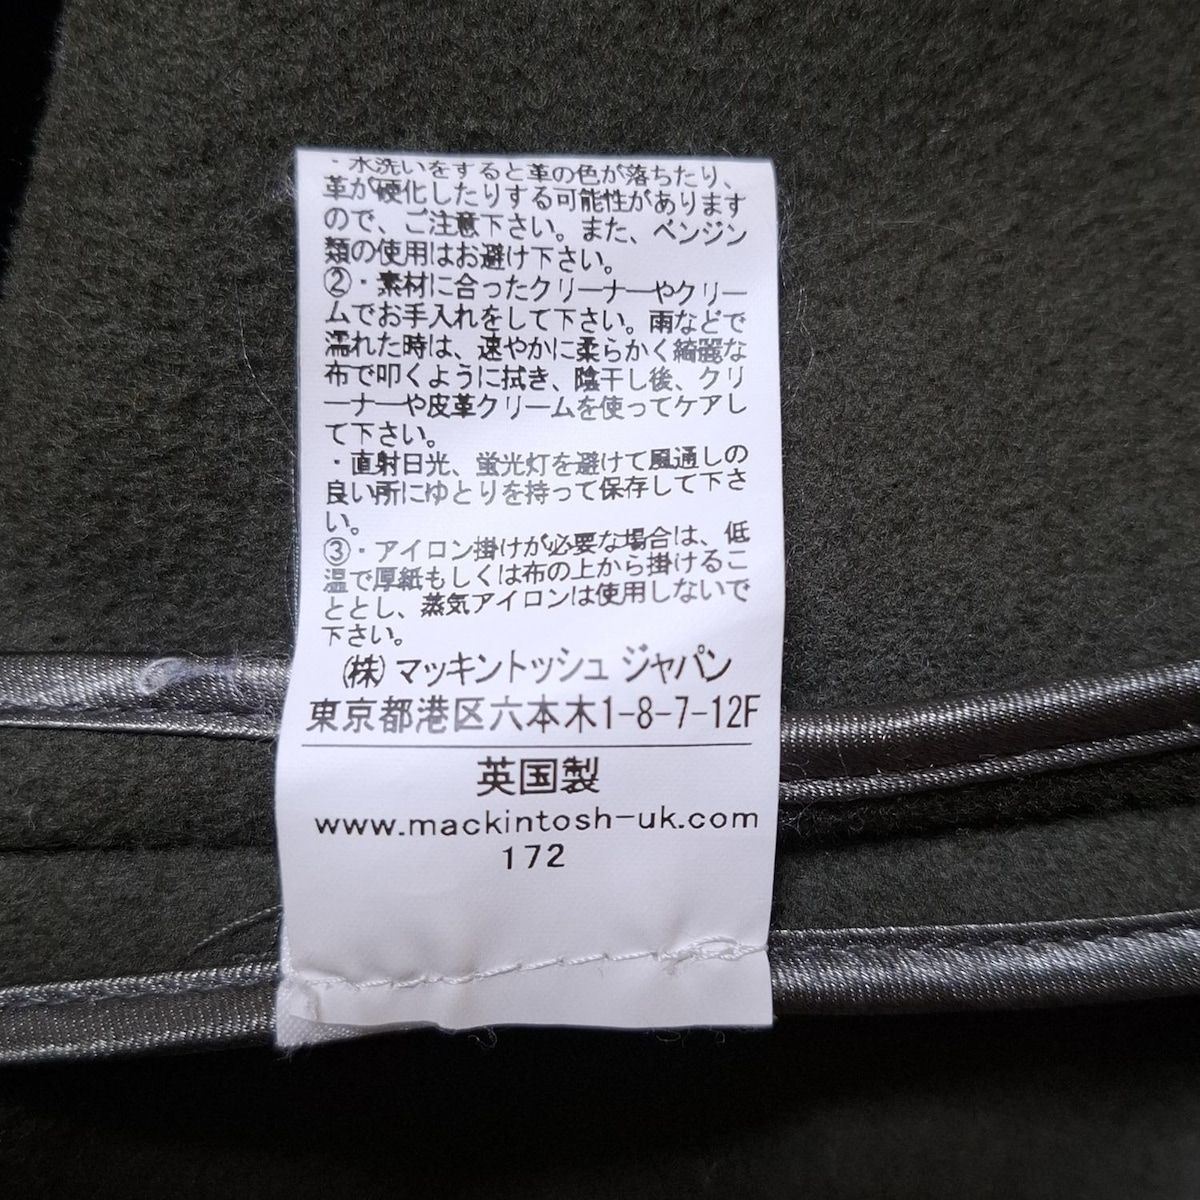 ・水洗いをすると革の色が落ちたり、
革が硬化したりする可能性があります
ので、ご注意下さい。また、ベンジン
類の使用はお避け下さい。
②・素材に合ったクリーナーやクリー
ムでお手入れをして下さい。雨などで
濡れた時は、速やかに柔らかく綺麗な
布で叩くように拭き、陰干し後、クリ
ーナーや皮革クリームを使ってケアし
て下さい。
・直射日光、蛍光灯を避けて風通しの
良い所にゆとりを持って保存して下さ
い。
③・アイロン掛けが必要な場合は、低
温で厚紙もしくは布の上から掛けるこ
ととし、蒸気アイロンは使用しないで
下さい。
(株) マッキントッシュ ジャパン
東京都港区六本木1-8-7-12F
英国製
www.mackintosh-uk.com
172